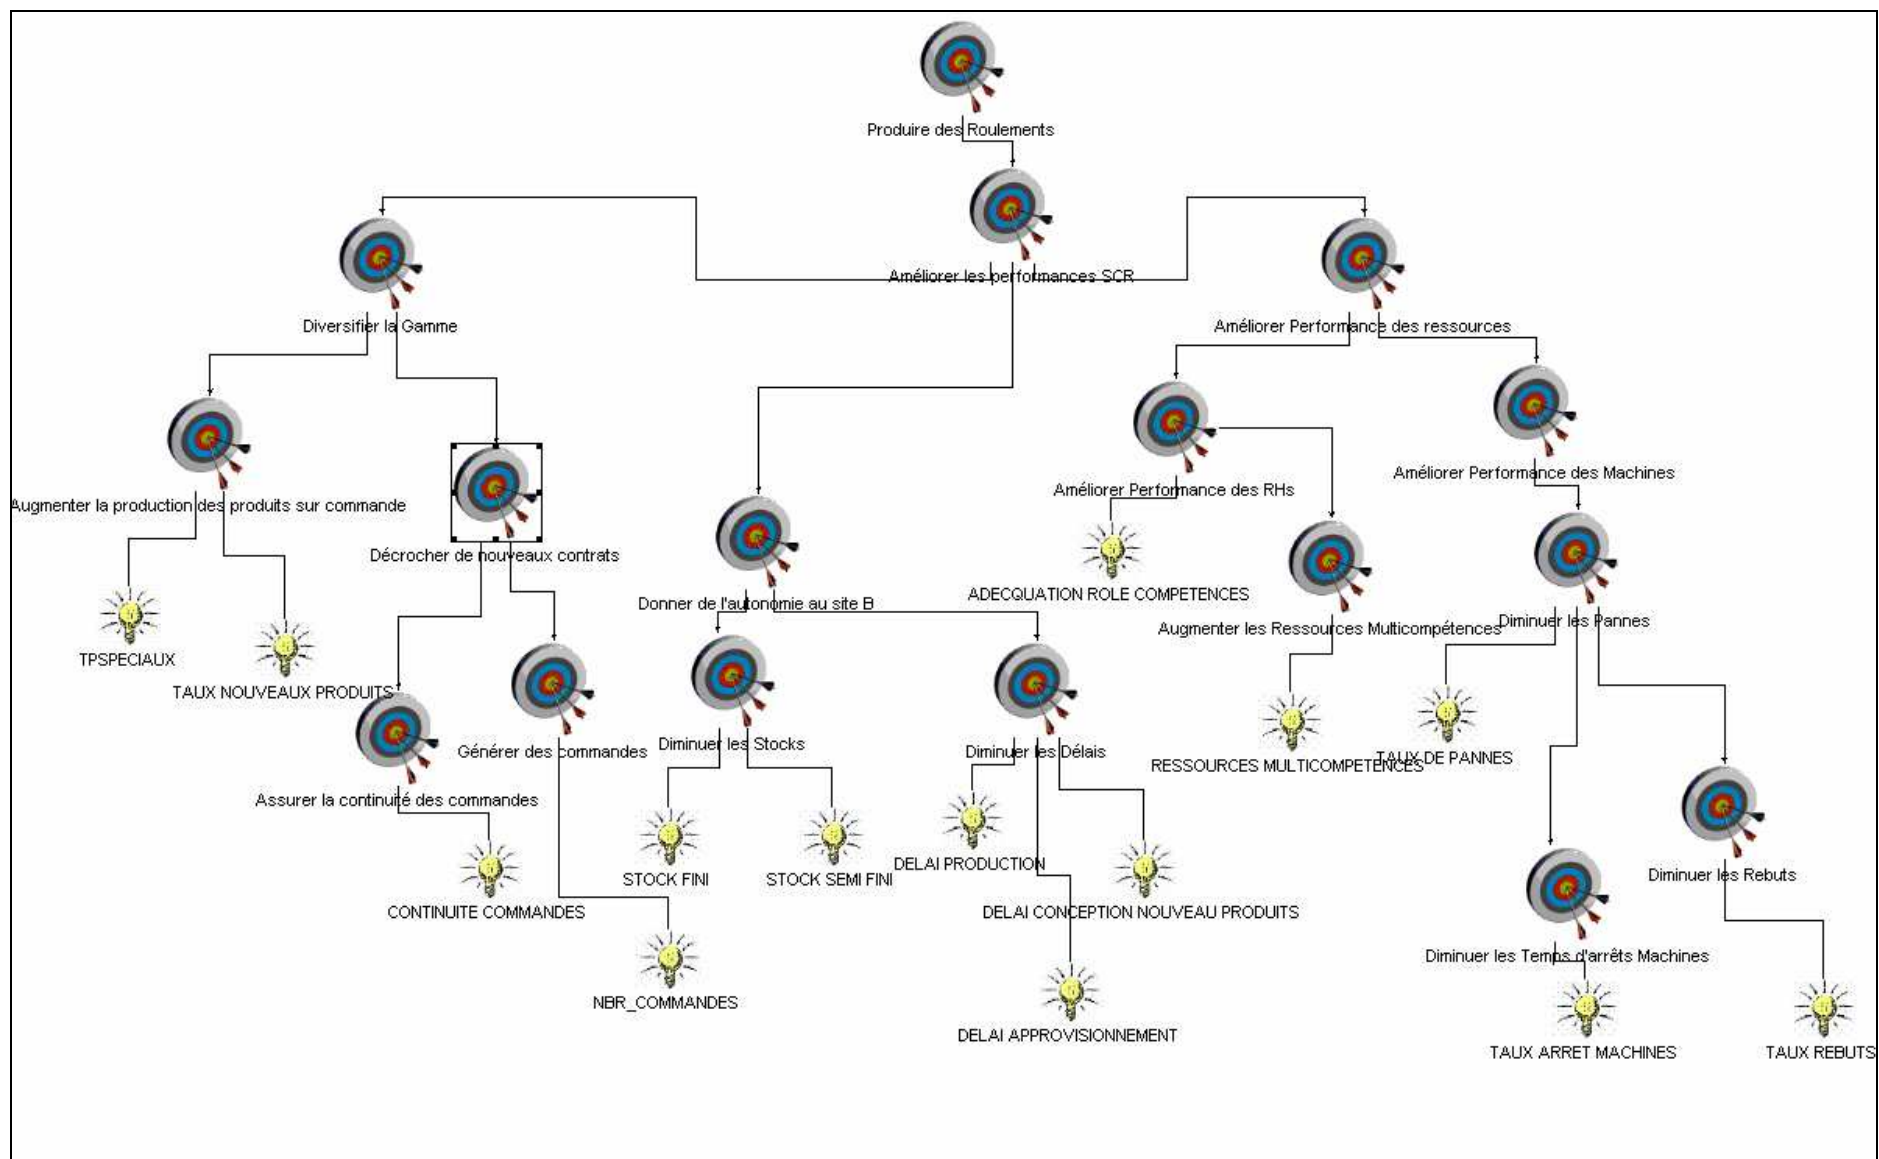 Produire des Roulements
Améliorer les performances SCR
Diversifier la Gamme
Améliorer Performance des ressources
Améliorer Performance des Machines
Améliorer Performance des RHs
Augmenter la production des produits sur commande
Décrocher de nouveaux contrats
ADECQUATION ROLE COMPETENCES
Donner de l'autonomie au site B
Augmenter les Ressources Multicompétences
Diminuer les Pannes
TPSPECIAUX
TAUX NOUVEAUX PRODUITS
Générer des commandes
Diminuer les Stocks
Diminuer les Délais
RESSOURCES MULTICOMPETENCES
TAUX DE PANNES
Assurer la continuité des commandes
DELAI PRODUCTION
STOCK FINI
STOCK SEMI FINI
Diminuer les Rebuts
CONTINUITE COMMANDES
DELAI CONCEPTION NOUVEAU PRODUITS
Diminuer les Temps d'arrêts Machines
NBR_COMMANDES
DELAI APPROVISIONNEMENT
TAUX ARRET MACHINES
TAUX REBUTS